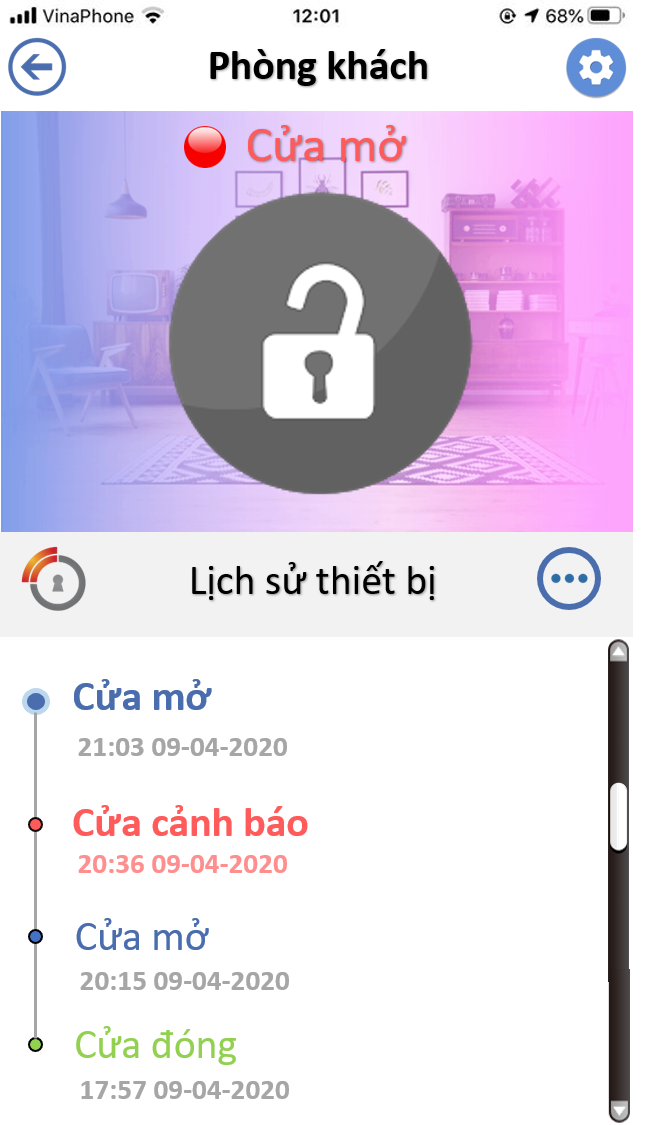 VinaPhone 12:01 68%
Phòng khách
Cửa mở
Lịch sử thiết bị
Cửa mở
21:03 09-04-2020
Cửa cảnh báo
20:36 09-04-2020
Cửa mở
20:15 09-04-2020
Cửa đóng
17:57 09-04-2020